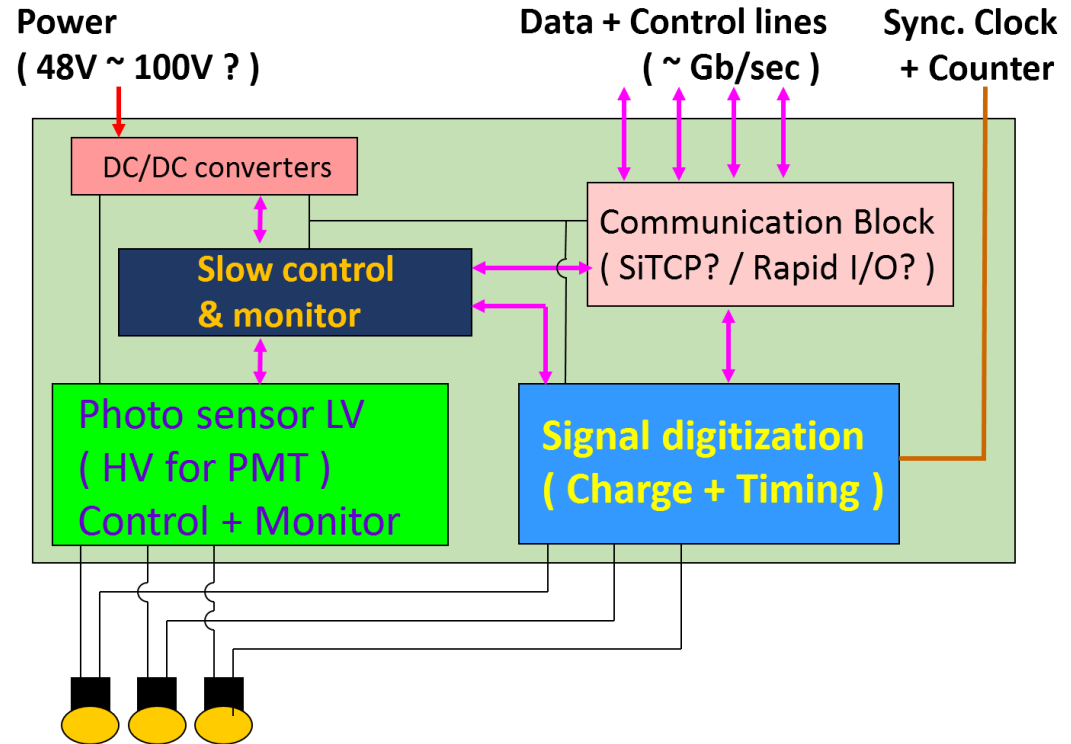 Power
( 48V ~ 100V ? )
Data + Control lines
( ~ Gb/sec )
Sync. Clock
+ Counter
DC/DC converters
Communication Block
( SiTCP? / Rapid I/O? )
Slow control
& monitor
Photo sensor LV
( HV for PMT )
Control + Monitor
Signal digitization
( Charge + Timing )